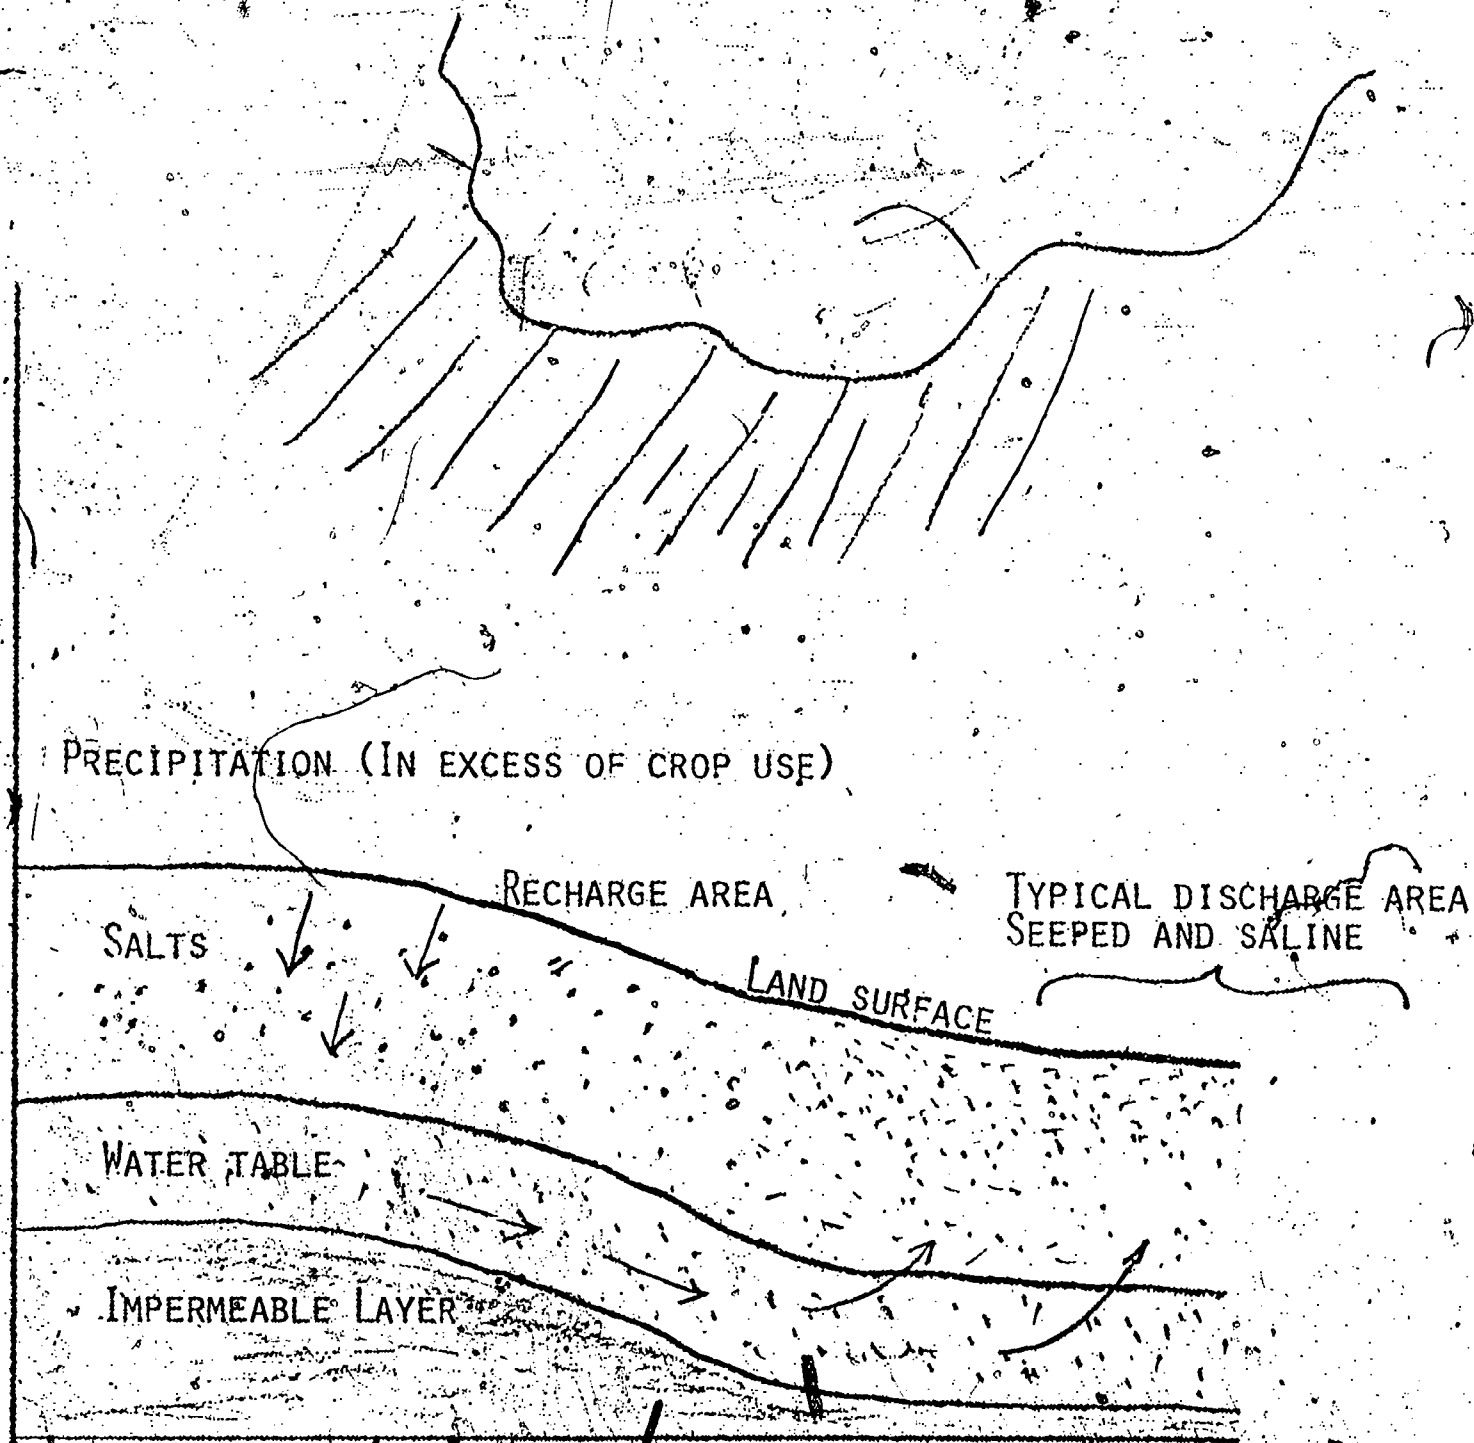 PRECIPITATION (IN EXCESS OF CROP USE)
RECHARGE AREA
TYPICAL DISCHARGE AREA
SEEPED AND SALINE
SALTS
LAND SURFACE
WATER TABLE
IMPERMEABLE LAYER